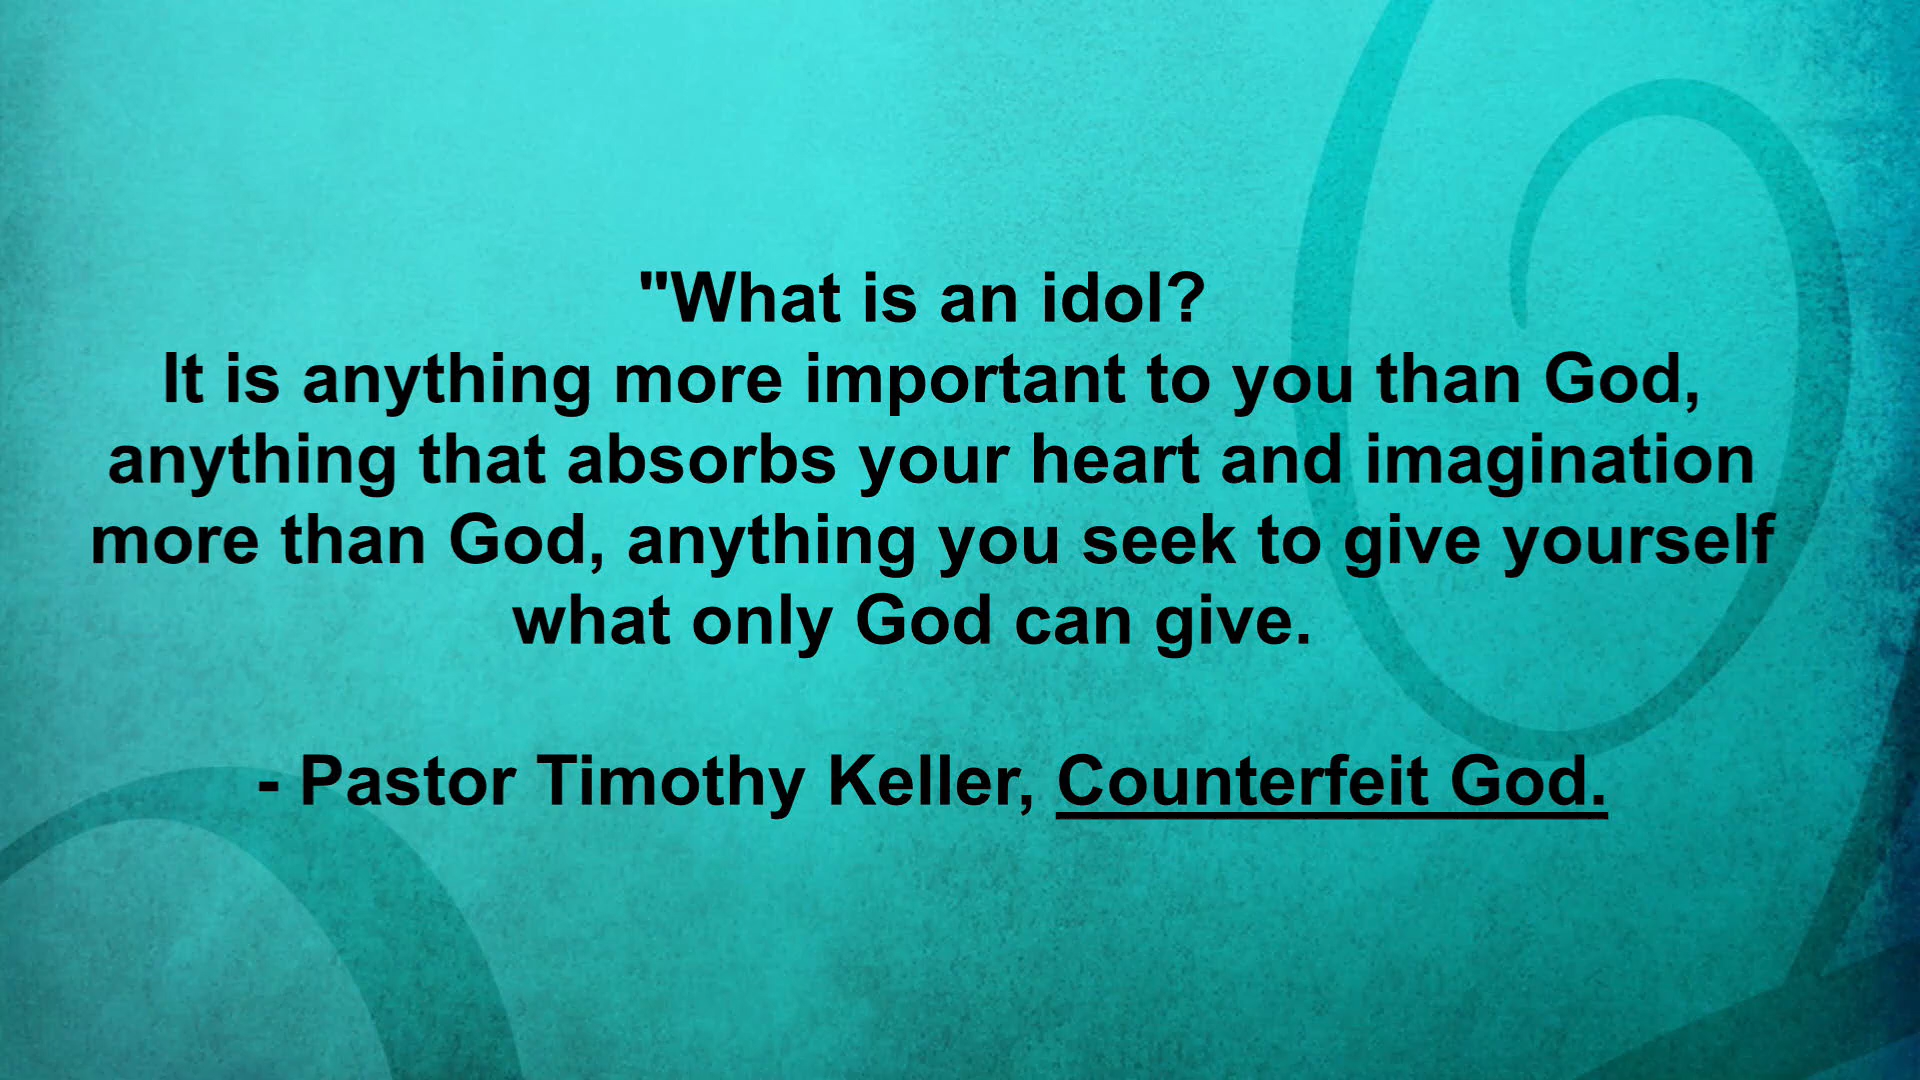 "What is an idol?
It is anything more important to you than God,
anything that absorbs your heart and imagination
more than God, anything you seek to give yourself
what only God can give.
- Pastor Timothy Keller, Counterfeit God.